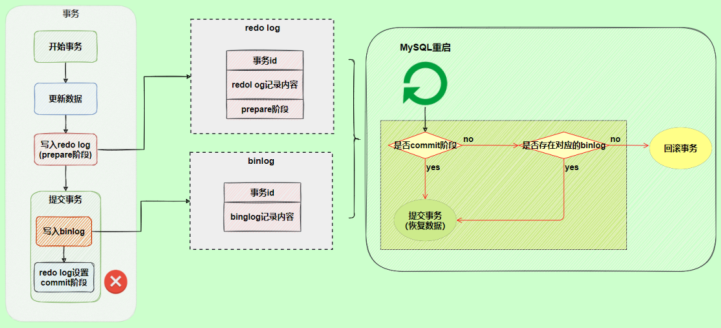 事务
开始事务
更新数据
写入redo log
(prepare阶段)
提交事务
写入binlog
redo log设置
commit阶段
redo log
事务id
redol og记录内容
prepare阶段
binlog
事务id
binglog记录内容
MySQL重启
是否commit阶段
no
是否存在对应的binlog
no
回滚事务
yes
yes
提交事务
(恢复数据)